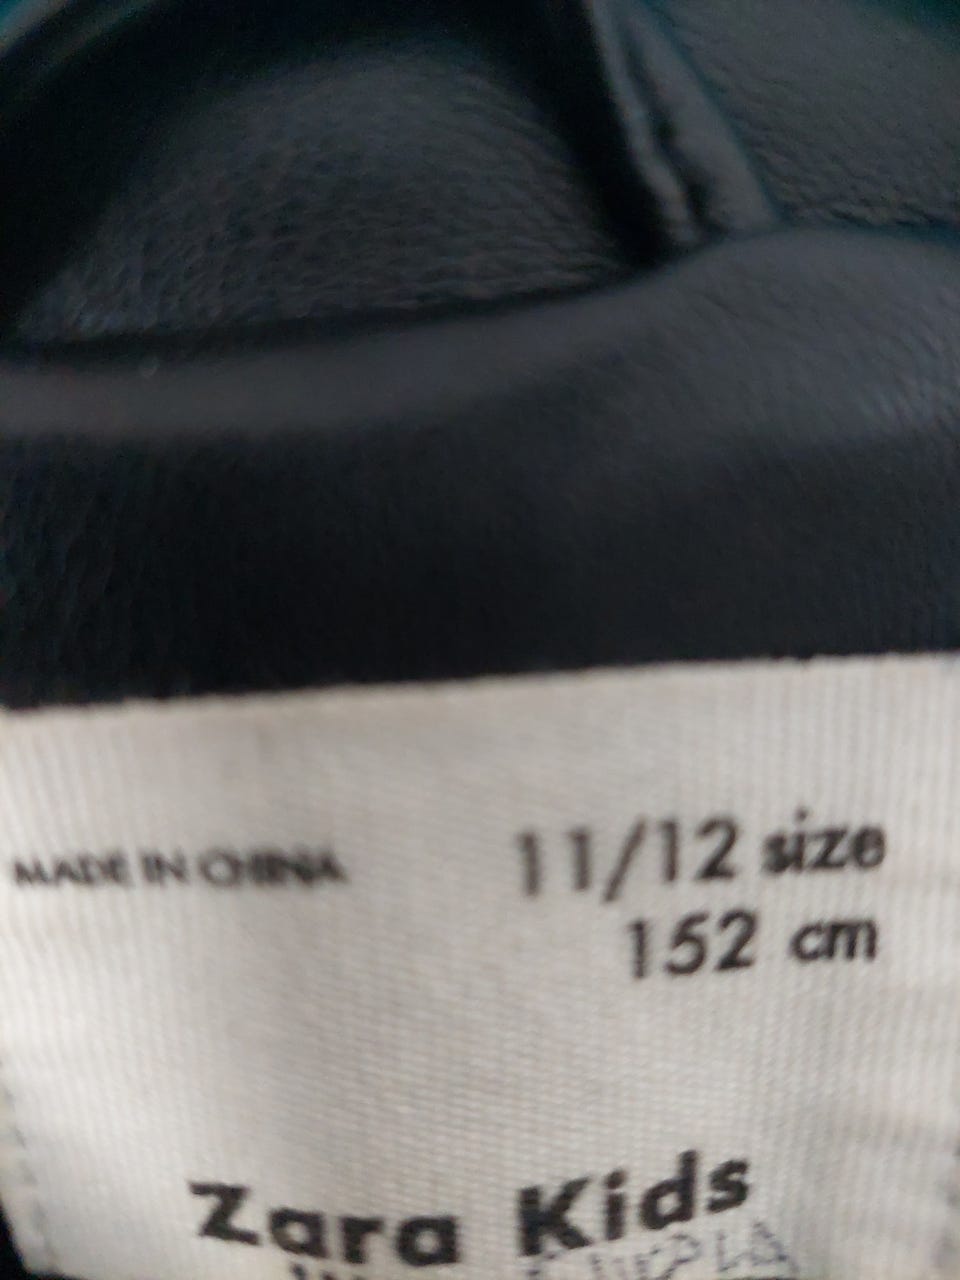 MADE IN CHINA
11/12 size
152 cm
Zara Kids